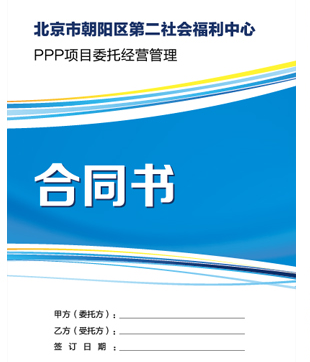 北京市朝阳区第二社会福利中心
PPP项目委托经营管理
合同书
甲方（委托方）：
乙方（受托方）：
签 订 日 期 ：